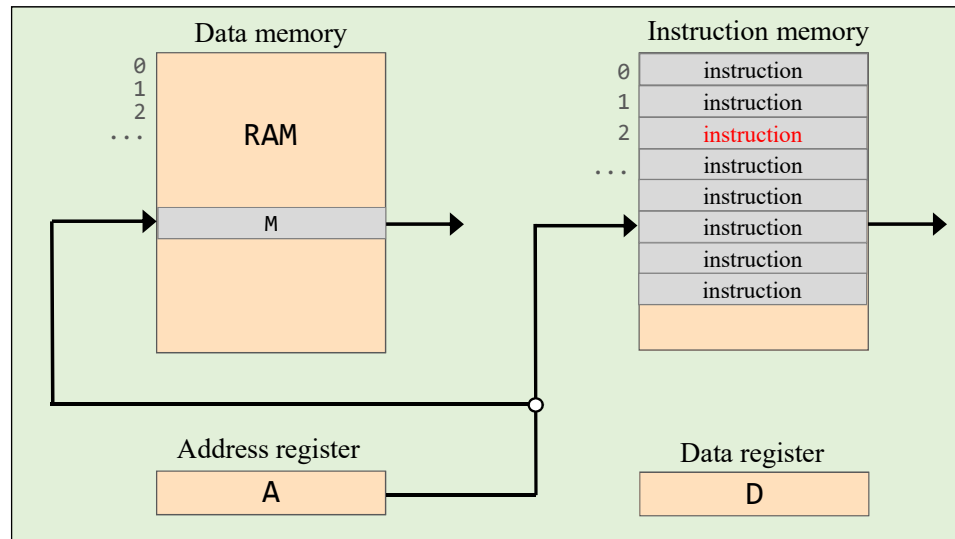 Data memory
0
1
2
...
RAM
M
Instruction memory
0
1
2
...
instruction
instruction
instruction
instruction
instruction
instruction
instruction
instruction
Address register
A
Data register
D